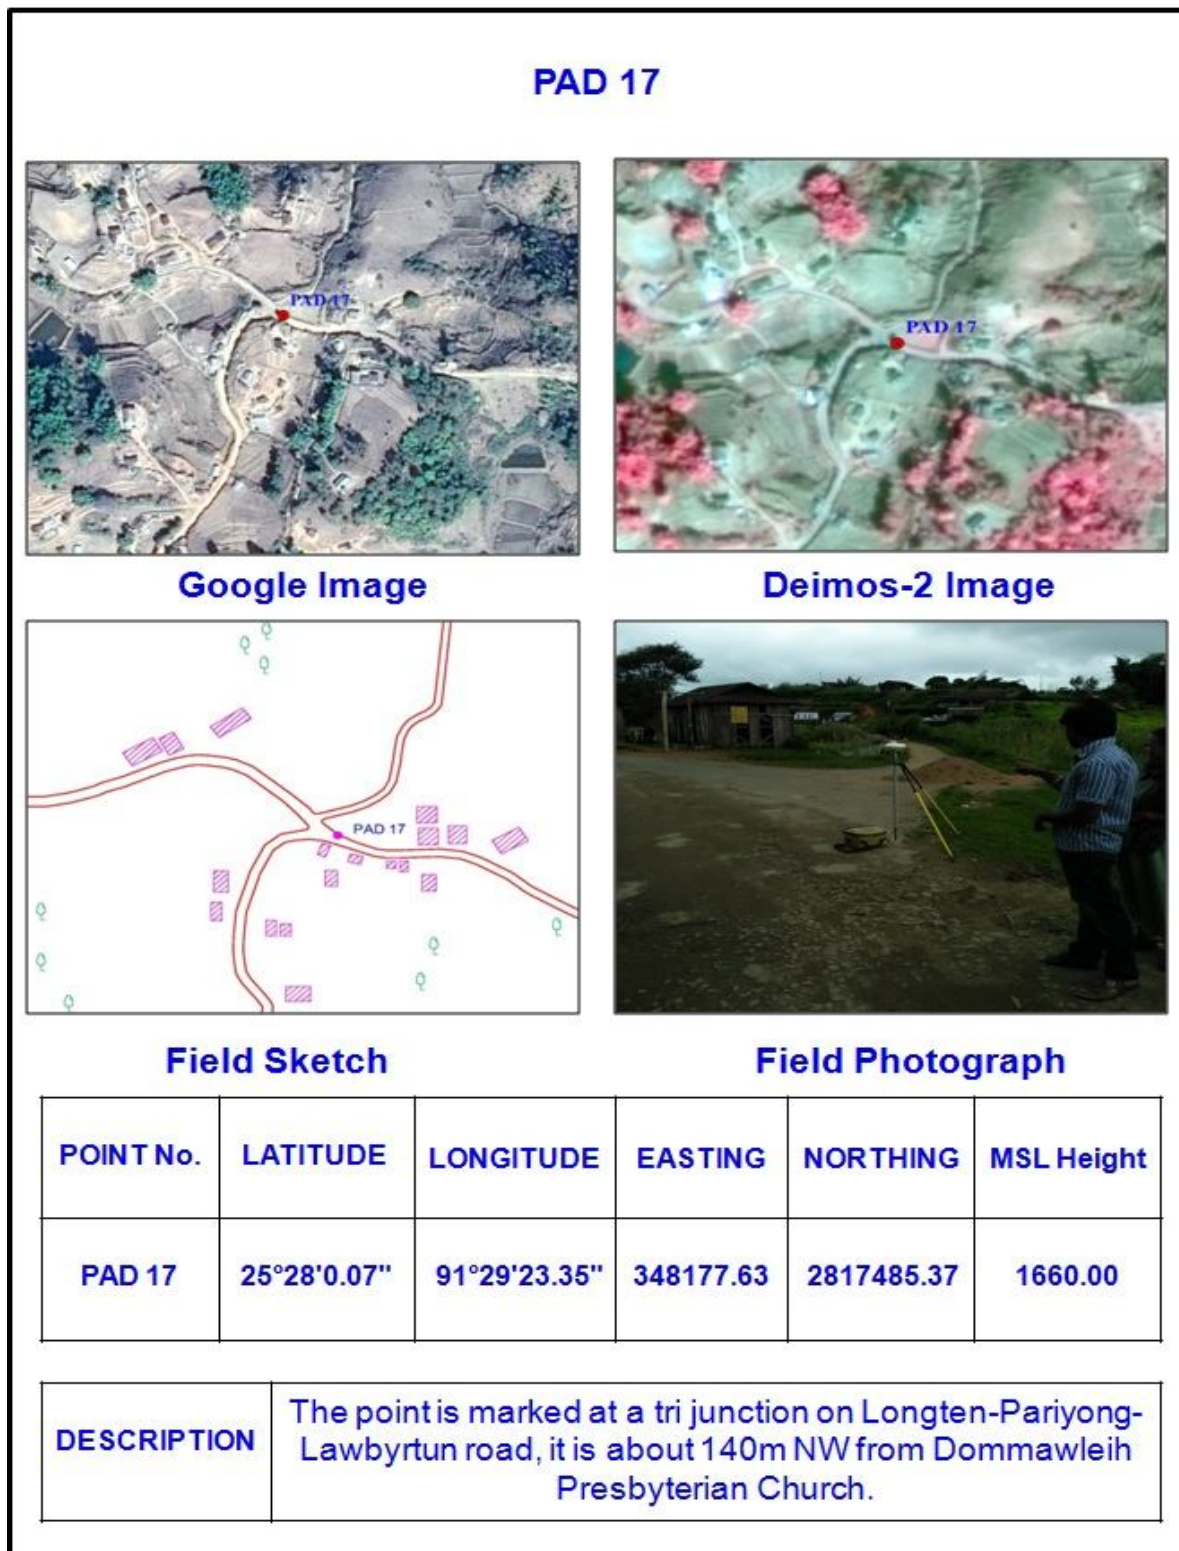 PAD 17
PAD 17
PAD 17
Google Image
Deimos-2 Image
PAD 17
Field Sketch
Field Photograph
POINT No. LATITUDE LONGITUDE EASTING NORTHING MSL Height
PAD 17 25°28'0.07" 91°29'23.35" 348177.63 2817485.37 1660.00
DESCRIPTION
The point is marked at a tri junction on Longten-Pariyong-
Lawbyrtun road, it is about 140m NW from Dommawleih
Presbyterian Church.